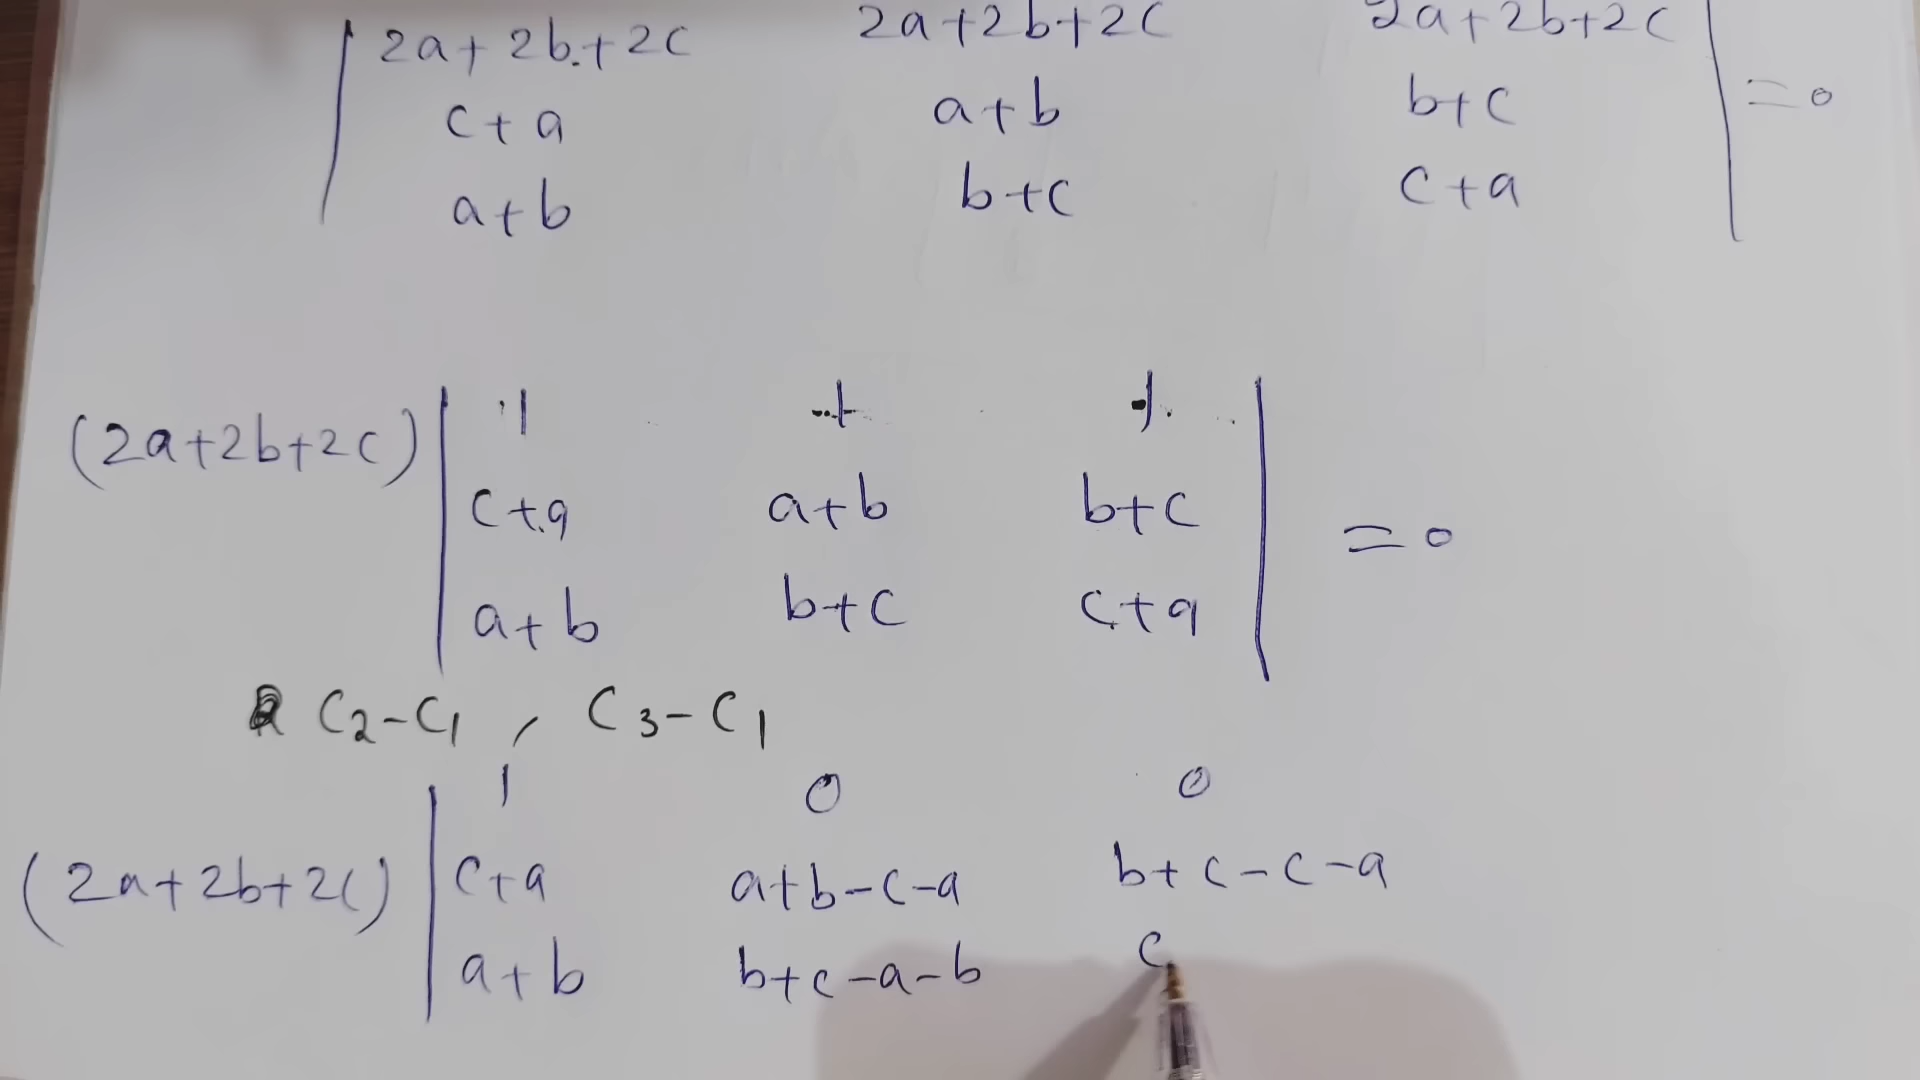 | 2a+2b+2c 2a+2b+2c 2a+2b+2c |
| c+a a+b b+c | =0
| a+b b+c c+a |
| 1 1 1 |
(2a+2b+2c) | c+a a+b b+c | =0
| a+b b+c c+a |
C2-C1, C3-C1
| 1 0 0
(2a+2b+2c) | c+a a+b-c-a b+c-c-a
| a+b b+c-a-b c